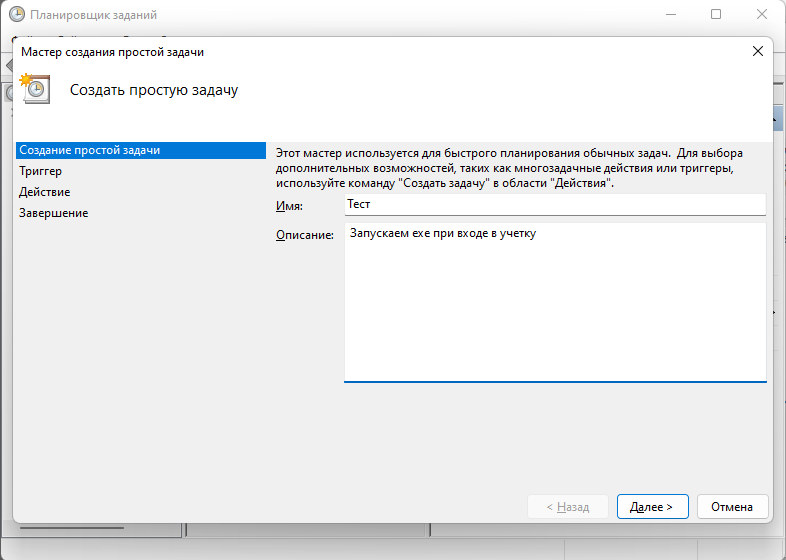 Планировщик заданий
Мастер создания простой задачи
Создать простую задачу
Создание простой задачи
Триггер
Действие
Завершение
Этот мастер используется для быстрого планирования обычных задач. Для выбора
дополнительных возможностей, таких как многозадачные действия или триггеры,
используйте команду "Создать задачу" в области "Действия".
Имя: Тест
Описание: Запускаем exe при входе в учетку
< Назад Далее > Отмена